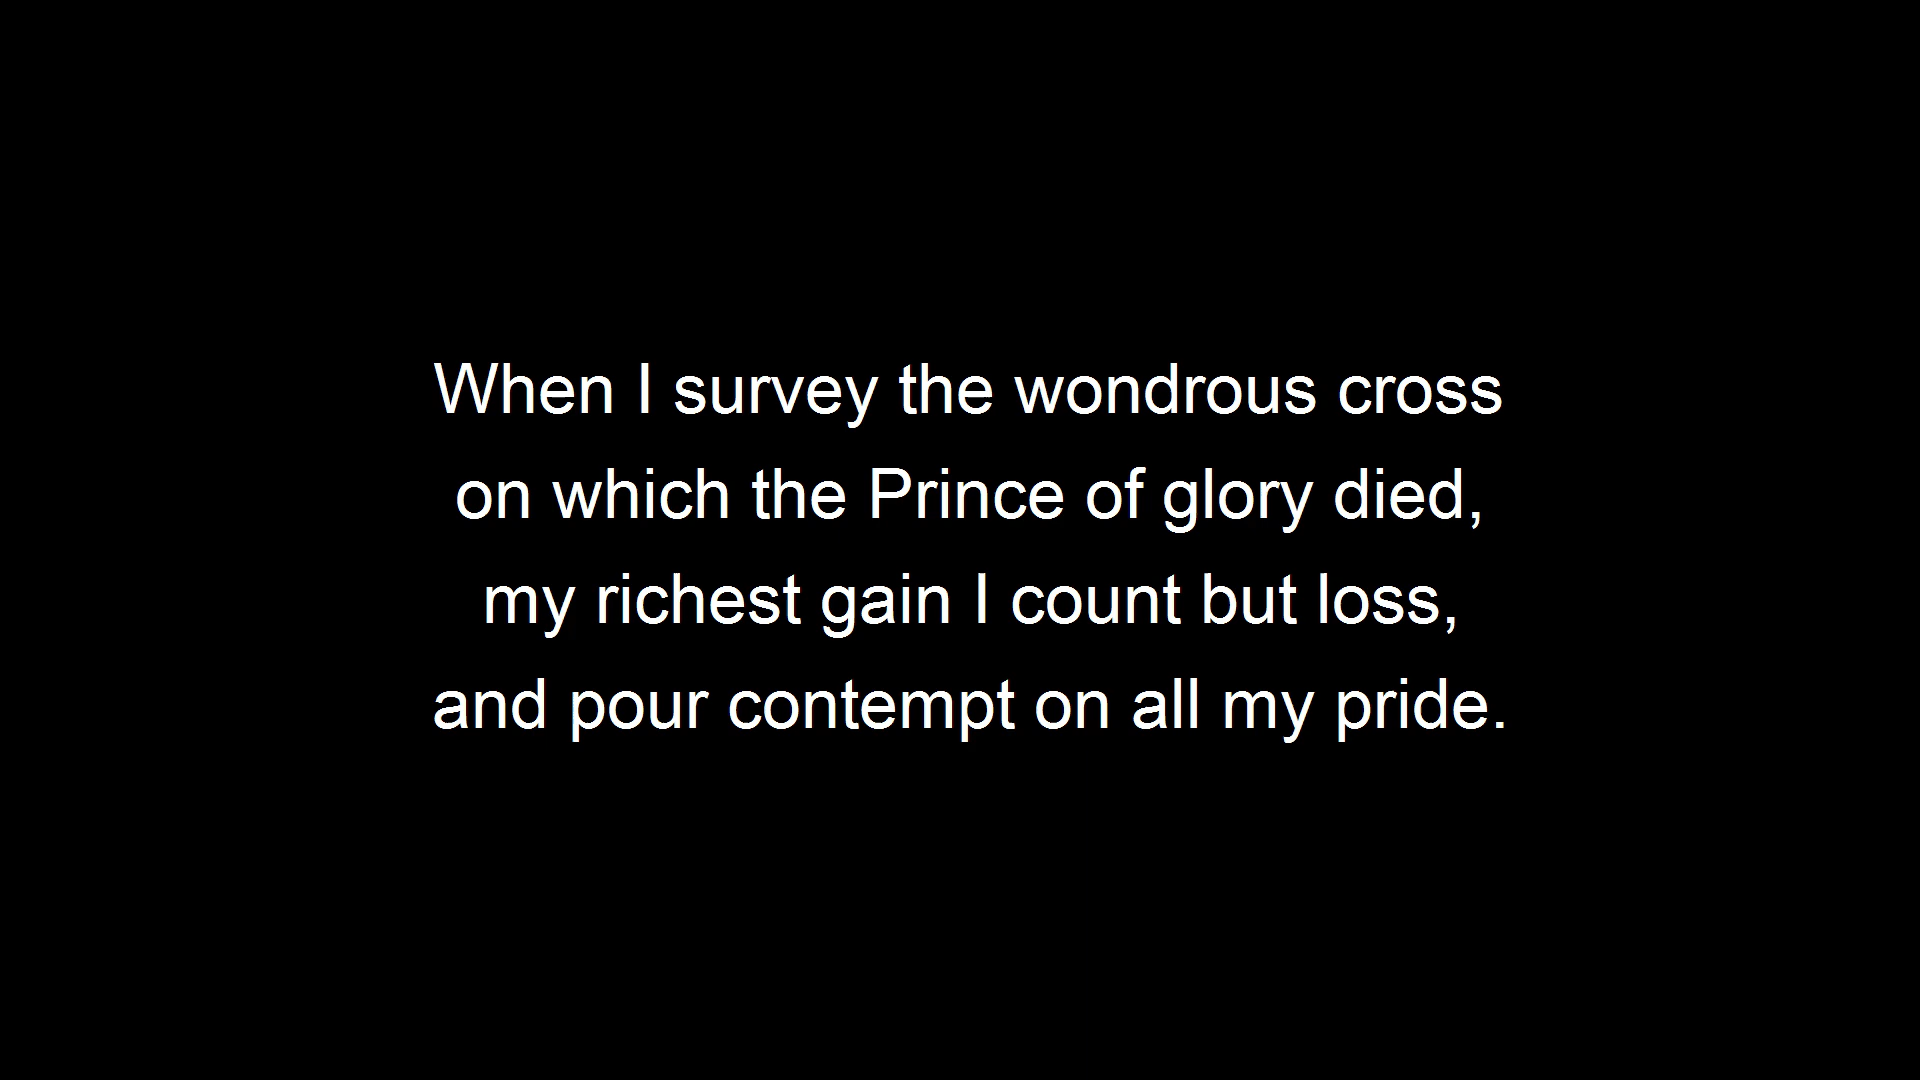 When I survey the wondrous cross
on which the Prince of glory died,
my richest gain I count but loss,
and pour contempt on all my pride.